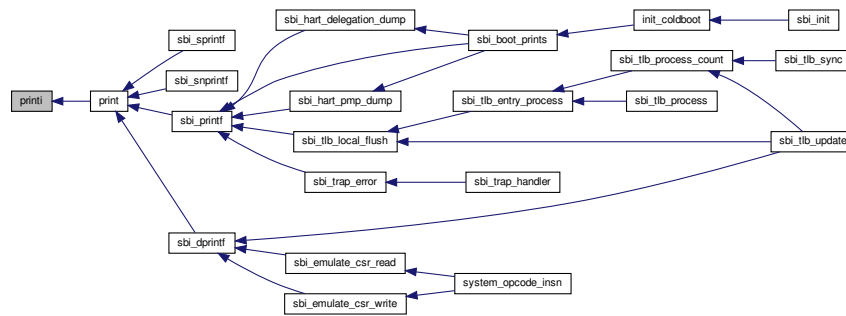 printi
print
sbi_sprintf
sbi_snprintf
sbi_printf
sbi_dprintf
sbi_hart_delegation_dump
sbi_hart_pmp_dump
sbi_tlb_local_flush
sbi_trap_error
sbi_emulate_csr_read
sbi_emulate_csr_write
sbi_boot_prints
sbi_tlb_entry_process
sbi_trap_handler
system_opcode_insn
init_coldboot
sbi_tlb_process_count
sbi_tlb_process
sbi_init
sbi_tlb_sync
sbi_tlb_update